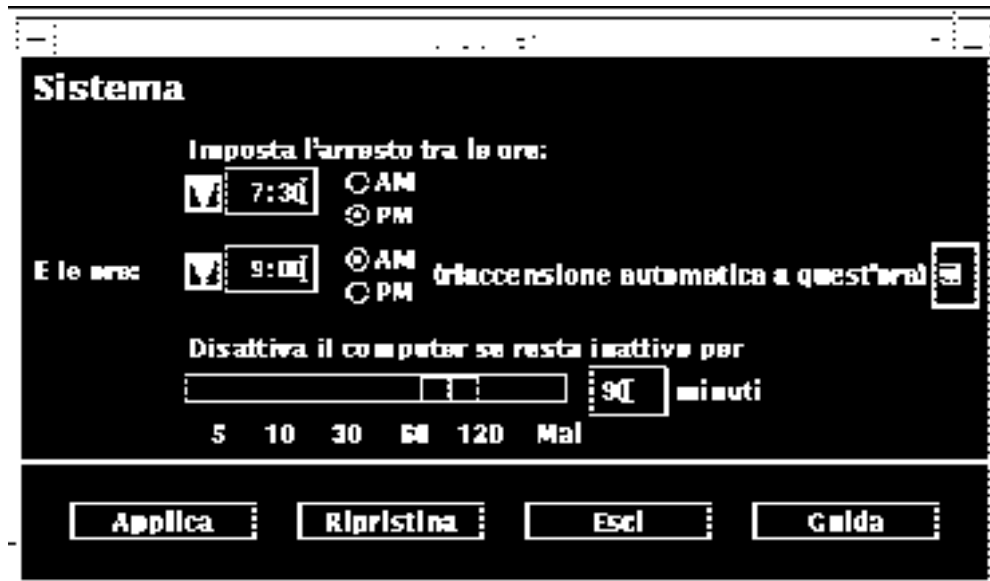 Sistema
Imposta l'arresto tra le ore:
7:30
AM
PM
E le ore:
9:00
AM
PM
(riaccensione automatica a quest'ora)
Disattiva il computer se resta inattivo per
90 minuti
5 10 30 60 120 Mai
Applica Ripristina Esci Guida